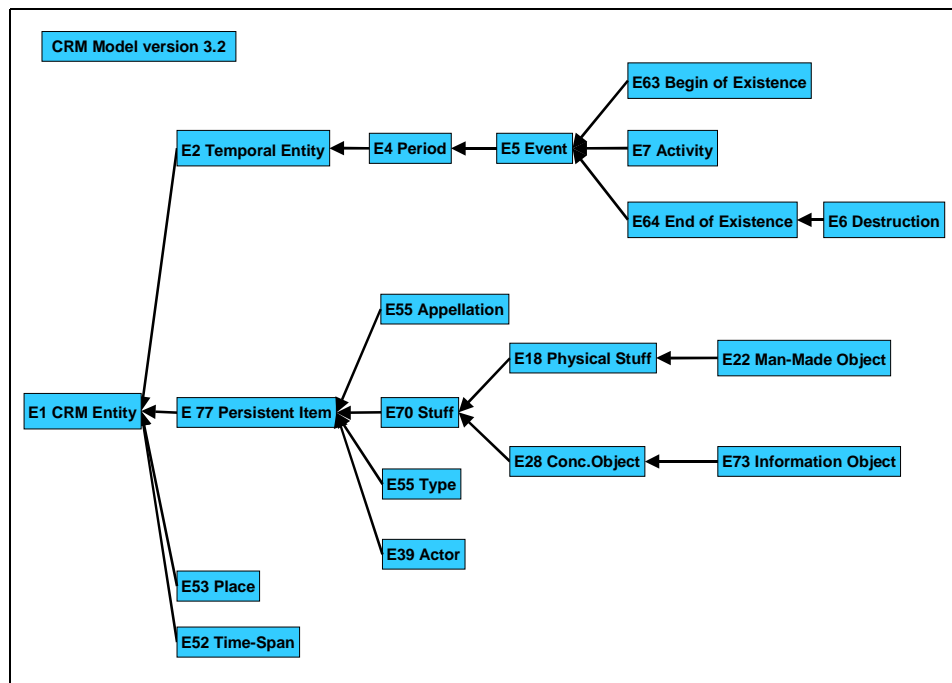 CRM Model version 3.2
E63 Begin of Existence
E2 Temporal Entity
E4 Period
E5 Event
E7 Activity
E64 End of Existence
E6 Destruction
E55 Appellation
E18 Physical Stuff
E22 Man-Made Object
E1 CRM Entity
E 77 Persistent Item
E70 Stuff
E28 Conc.Object
E73 Information Object
E55 Type
E39 Actor
E53 Place
E52 Time-Span